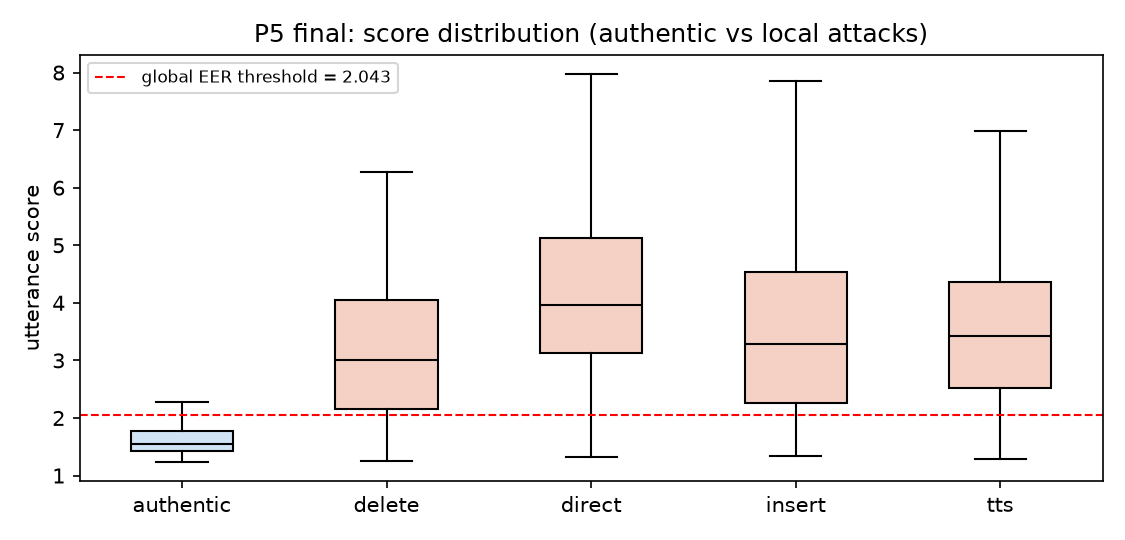 P5 final: score distribution (authentic vs local attacks)
global EER threshold = 2.043
utterance score
8
7
6
5
4
3
2
1
authentic
delete
direct
insert
tts